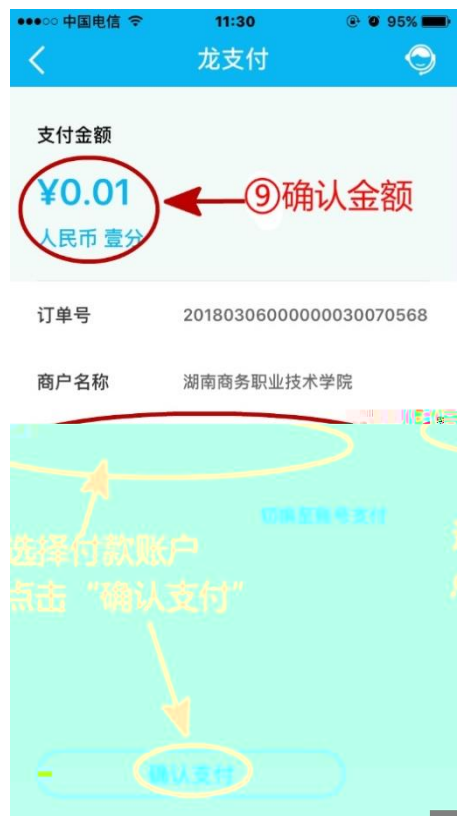 中国电信 11:30 95%
龙支付
支付金额
¥0.01
⑨确认金额
人民币 壹分
订单号 20180306000000030070568
商户名称 湖南商务职业技术学院
切换至账号支付
选择付款账户
点击“确认支付”
确认支付